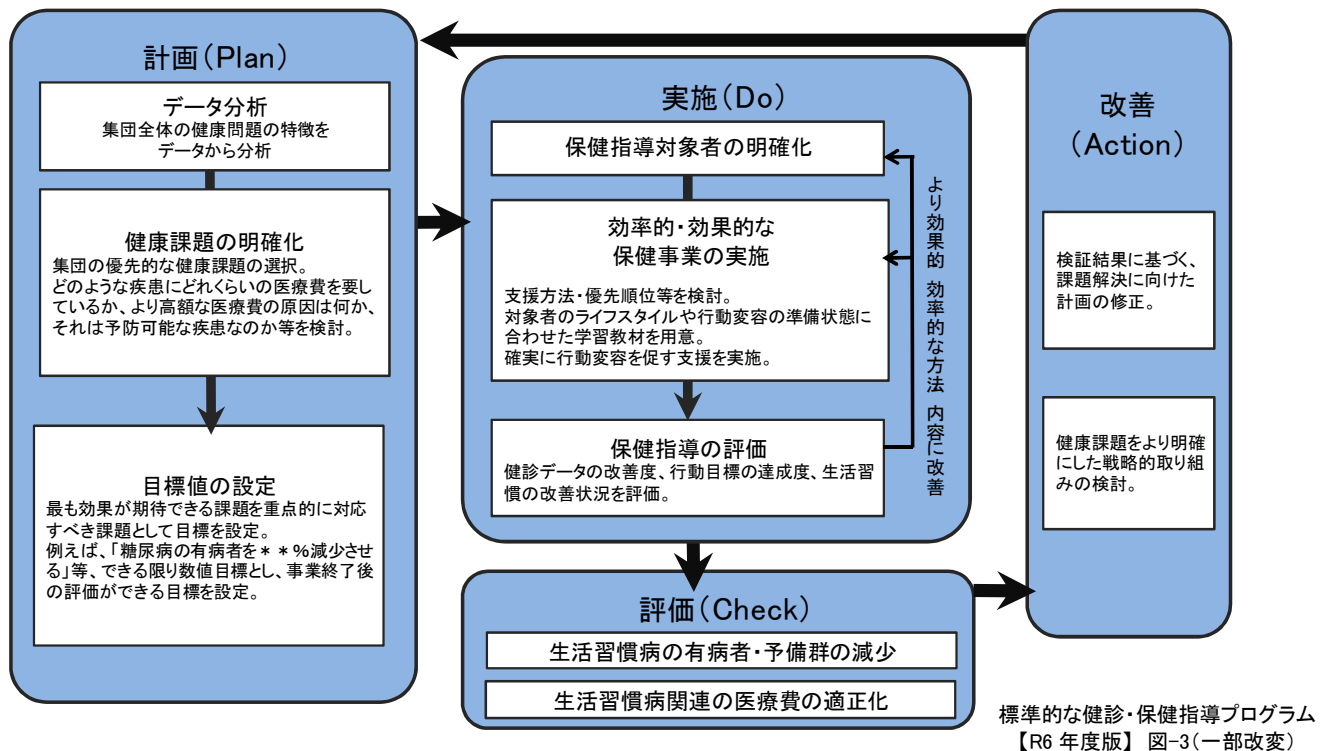 計画(Plan)
データ分析
集団全体の健康問題の特徴を
データから分析
健康課題の明確化
集団の優先的な健康課題の選択。
どのような疾患にどれくらいの医療費を要し
ているか、より高額な医療費の原因は何か、
それは予防可能な疾患なのか等を検討。
目標値の設定
最も効果が期待できる課題を重点的に対応
すべき課題として目標を設定。
例えば、「糖尿病の有病者を**%減少させ
る」等、できる限り数値目標とし、事業終了後
の評価ができる目標を設定。
実施(Do)
保健指導対象者の明確化
効率的・効果的な
保健事業の実施
支援方法・優先順位等を検討。
対象者のライフスタイルや行動変容の準備状態に
合わせた学習教材を用意。
確実に行動変容を促す支援を実施。
保健指導の評価
健診データの改善度、行動目標の達成度、生活習
慣の改善状況を評価。
より効果的 効率的な方法 内容に改善
評価(Check)
生活習慣病の有病者・予備群の減少
生活習慣病関連の医療費の適正化
改善
(Action)
検証結果に基づく、
課題解決に向けた
計画の修正。
健康課題をより明確
にした戦略的取り組
みの検討。
標準的な健診・保健指導プログラム
【R6 年度版】 図-3(一部改変)